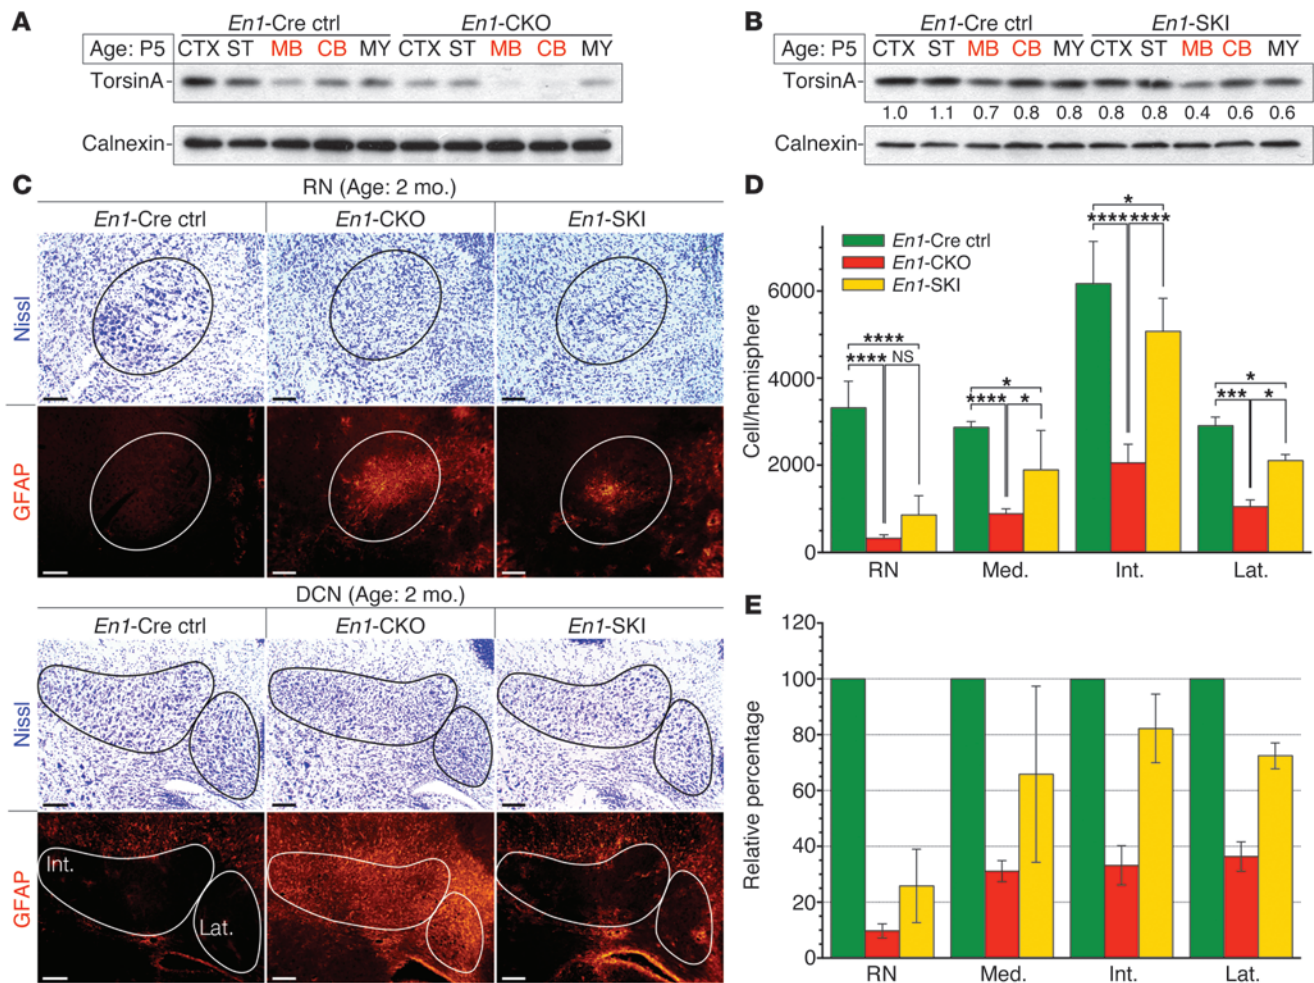 A
En1-Cre ctrl En1-CKO
Age: P5 CTX ST MB CB MY CTX ST MB CB MY
TorsinA-
Calnexin-
B
En1-Cre ctrl En1-SKI
Age: P5 CTX ST MB CB MY CTX ST MB CB MY
TorsinA-
1.0 1.1 0.7 0.8 0.8 0.8 0.8 0.4 0.6 0.6
Calnexin-
C
RN (Age: 2 mo.)
En1-Cre ctrl En1-CKO En1-SKI
Nissl
GFAP
DCN (Age: 2 mo.)
En1-Cre ctrl En1-CKO En1-SKI
Nissl
GFAP
Int.
Lat.
D
Cell/hemisphere
6000
4000
2000
0
En1-Cre ctrl
En1-CKO
En1-SKI
****
**** NS
*
**** *
*
**** ****
*
*** *
RN Med. Int. Lat.
E
Relative percentage
120
100
80
60
40
20
0
RN Med. Int. Lat.